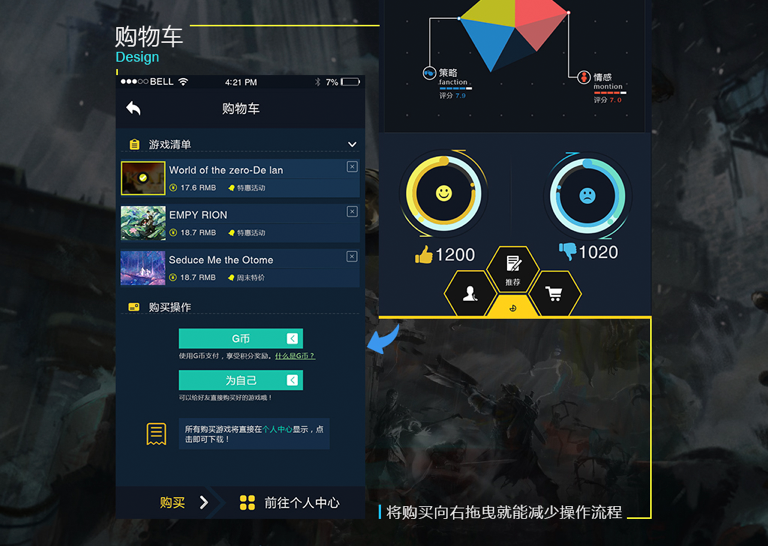 购物车
Design
BELL 4:21 PM 7%
购物车
游戏清单
World of the zero-De lan
17.6 RMB 特惠活动
EMPY RION
18.7 RMB 特惠活动
Seduce Me the Otome
18.7 RMB 周末特价
购买操作
G币
使用G币支付，享受积分奖励。什么是G币？
为自己
可以给好友直接购买好的游戏哦！
所有购买游戏将直接在个人中心显示，点
击即可下载！
购买 前往个人中心
策略
fanction
评分 7.0
情感
montion
评分 7.0
1200
1020
推荐
将购买向右拖曳就能减少操作流程